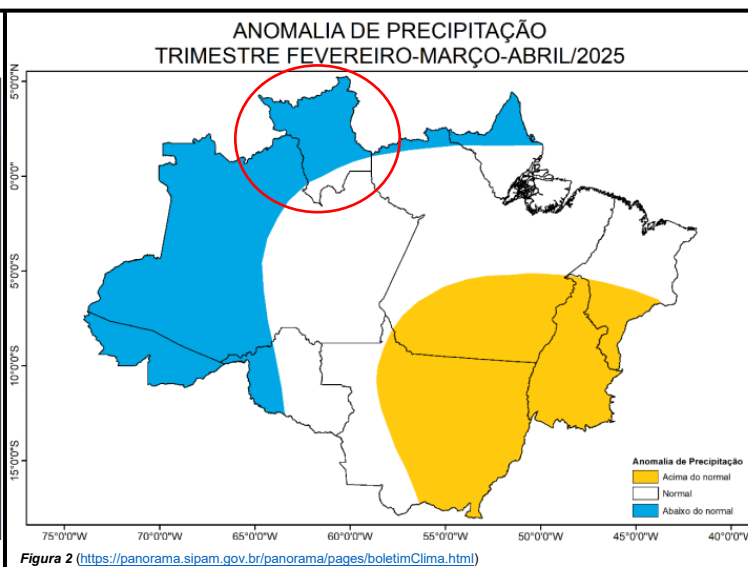 ANOMALIA DE PRECIPITAÇÃO
TRIMESTRE FEVEREIRO-MARÇO-ABRIL/2025
5°0'0"N
0°0'0"
5°0'0"S
10°0'0"S
15°0'0"S
Anomalia de Precipitação
Acima do normal
Normal
Abaixo do normal
75°0'0"W 70°0'0"W 65°0'0"W 60°0'0"W 55°0'0"W 50°0'0"W 45°0'0"W 40°0'0"W
Figura 2 (https://panorama.sipam.gov.br/panorama/pages/boletimClima.html)